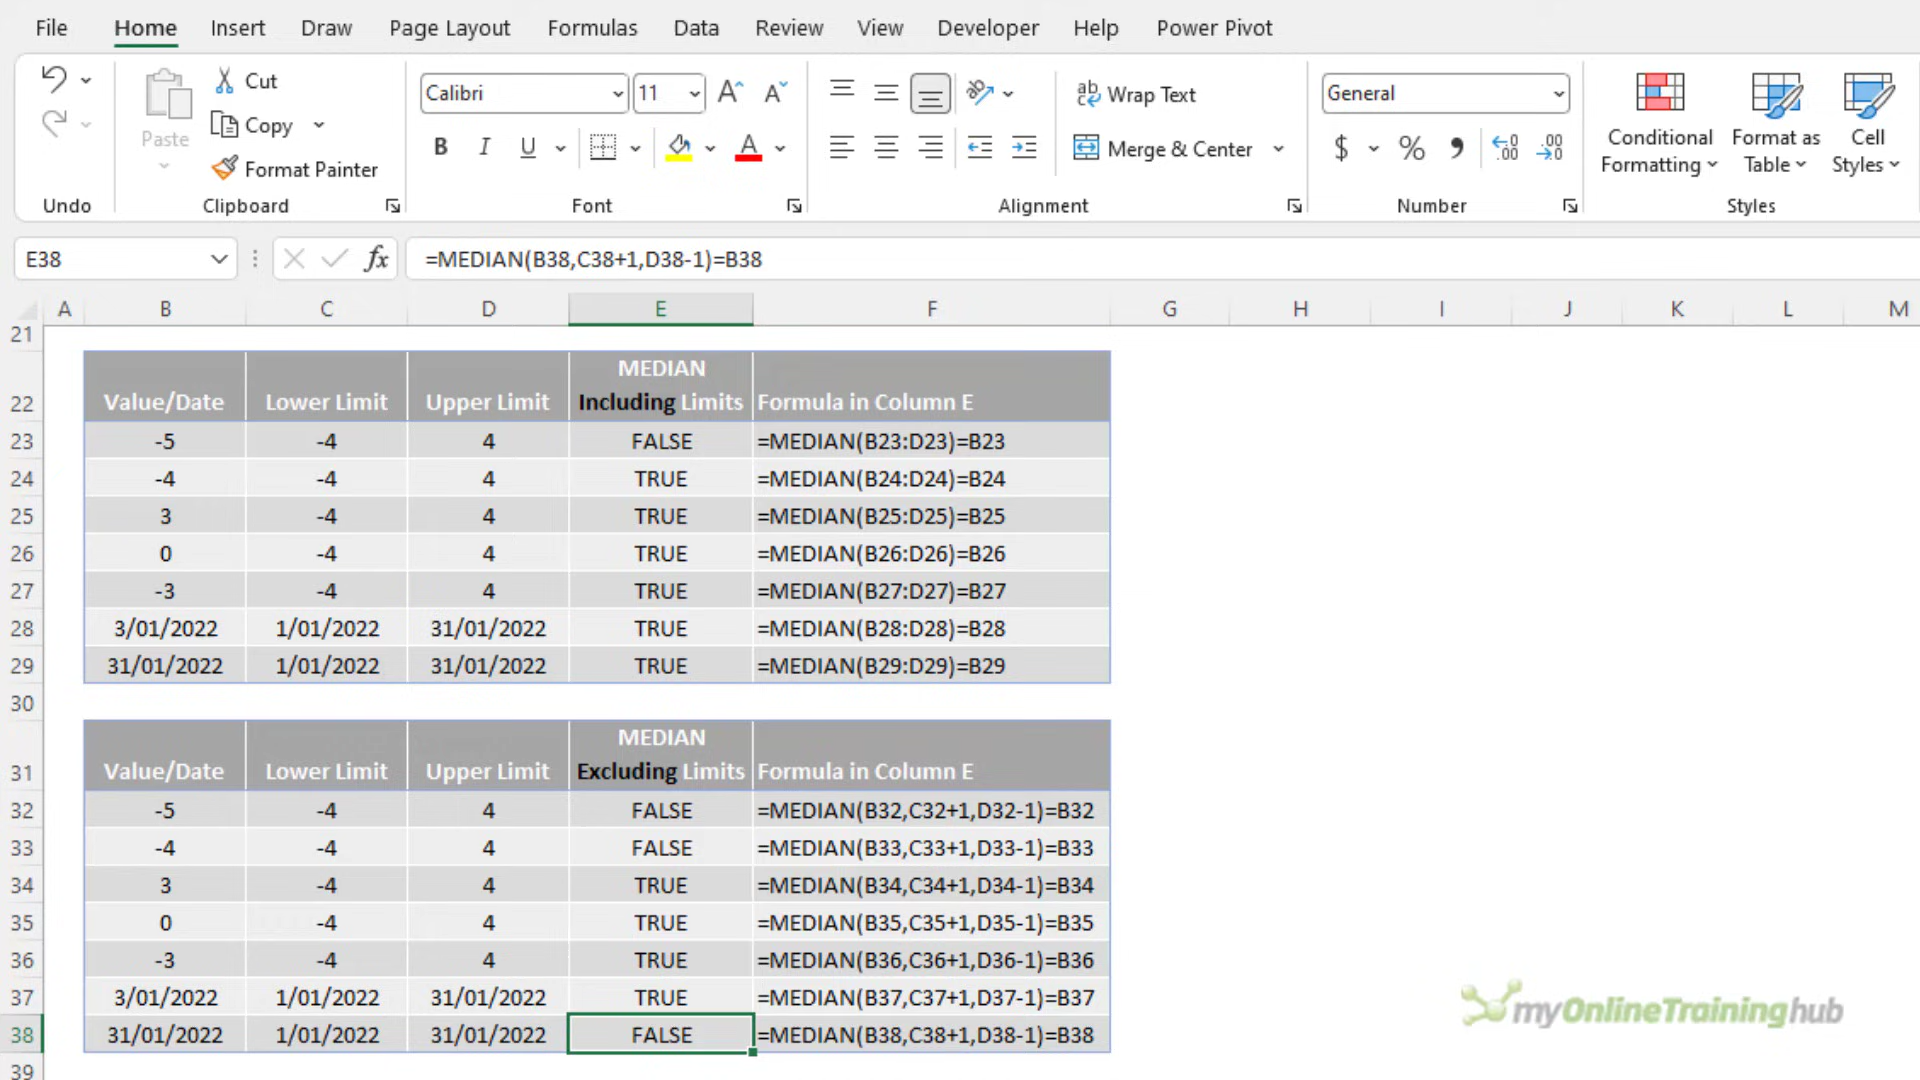 File Home Insert Draw Page Layout Formulas Data Review View Developer Help Power Pivot
Cut
Copy
Format Painter
Paste
Undo
Clipboard
Calibri 11
B I U
Font
ab Wrap Text
Merge & Center
Alignment
General
$ % 9
Number
Conditional Formatting
Format as Table
Cell Styles
Styles
E38 fx =MEDIAN(B38,C38+1,D38-1)=B38
A B C D E F G H I J K L M
21
22 Value/Date Lower Limit Upper Limit MEDIAN Including Limits Formula in Column E
23 -5 -4 4 FALSE =MEDIAN(B23:D23)=B23
24 -4 -4 4 TRUE =MEDIAN(B24:D24)=B24
25 3 -4 4 TRUE =MEDIAN(B25:D25)=B25
26 0 -4 4 TRUE =MEDIAN(B26:D26)=B26
27 -3 -4 4 TRUE =MEDIAN(B27:D27)=B27
28 3/01/2022 1/01/2022 31/01/2022 TRUE =MEDIAN(B28:D28)=B28
29 31/01/2022 1/01/2022 31/01/2022 TRUE =MEDIAN(B29:D29)=B29
30
31 Value/Date Lower Limit Upper Limit MEDIAN Excluding Limits Formula in Column E
32 -5 -4 4 FALSE =MEDIAN(B32,C32+1,D32-1)=B32
33 -4 -4 4 FALSE =MEDIAN(B33,C33+1,D33-1)=B33
34 3 -4 4 TRUE =MEDIAN(B34,C34+1,D34-1)=B34
35 0 -4 4 TRUE =MEDIAN(B35,C35+1,D35-1)=B35
36 -3 -4 4 TRUE =MEDIAN(B36,C36+1,D36-1)=B36
37 3/01/2022 1/01/2022 31/01/2022 TRUE =MEDIAN(B37,C37+1,D37-1)=B37
38 31/01/2022 1/01/2022 31/01/2022 FALSE =MEDIAN(B38,C38+1,D38-1)=B38
39
myOnlineTraininghub